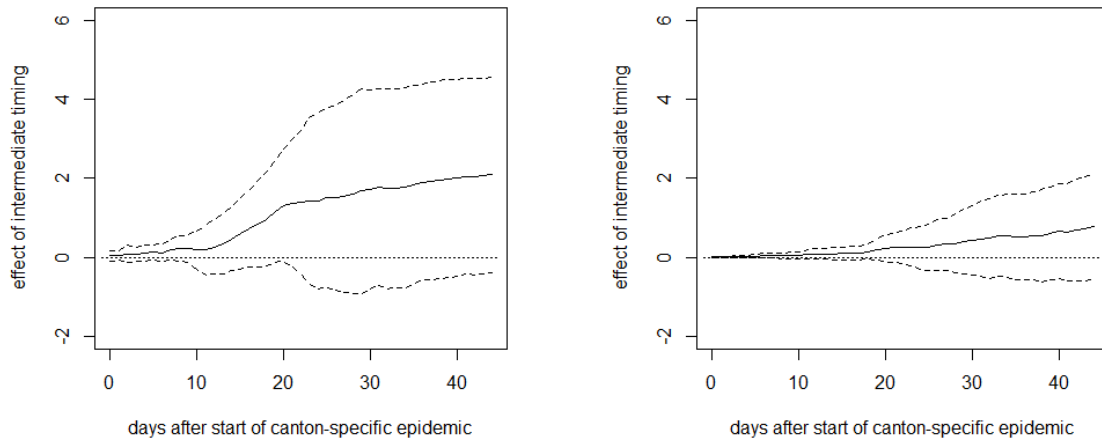 effect of intermediate timing
6
4
2
0
-2
0 10 20 30 40
days after start of canton-specific epidemic
effect of intermediate timing
6
4
2
0
-2
0 10 20 30 40
days after start of canton-specific epidemic